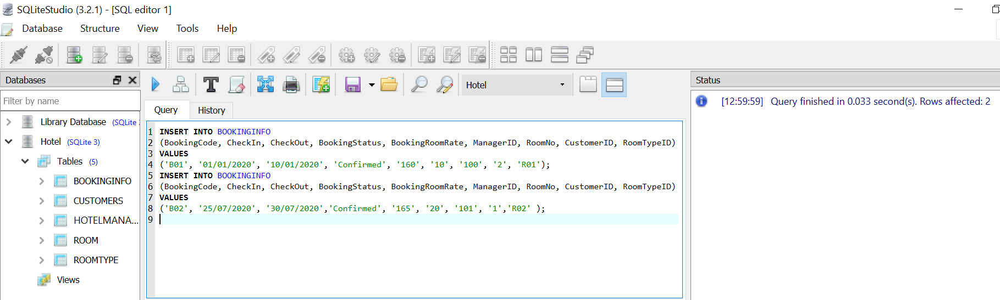 SQLiteStudio (3.2.1) - [SQL editor 1]
Database Structure View Tools Help
Databases
Filter by name
Library Database (SQLite
Hotel (SQLite 3)
Tables (5)
BOOKINGINFO
CUSTOMERS
HOTELMANA...
ROOM
ROOMTYPE
Views
T
Hotel
Query History
1 INSERT INTO BOOKINGINFO
2 (BookingCode, CheckIn, CheckOut, BookingStatus, BookingRoomRate, ManagerID, RoomNo, CustomerID, RoomTypeID)
3 VALUES
4 ('B01', '01/01/2020', '10/01/2020', 'Confirmed', '160', '10', '100', '2', 'R01');
5 INSERT INTO BOOKINGINFO
6 (BookingCode, CheckIn, CheckOut, BookingStatus, BookingRoomRate, ManagerID, RoomNo, CustomerID, RoomTypeID)
7 VALUES
8 ('B02', '25/07/2020', '30/07/2020','Confirmed', '165', '20', '101', '1','R02' );
9
Status
[12:59:59] Query finished in 0.033 second(s). Rows affected: 2